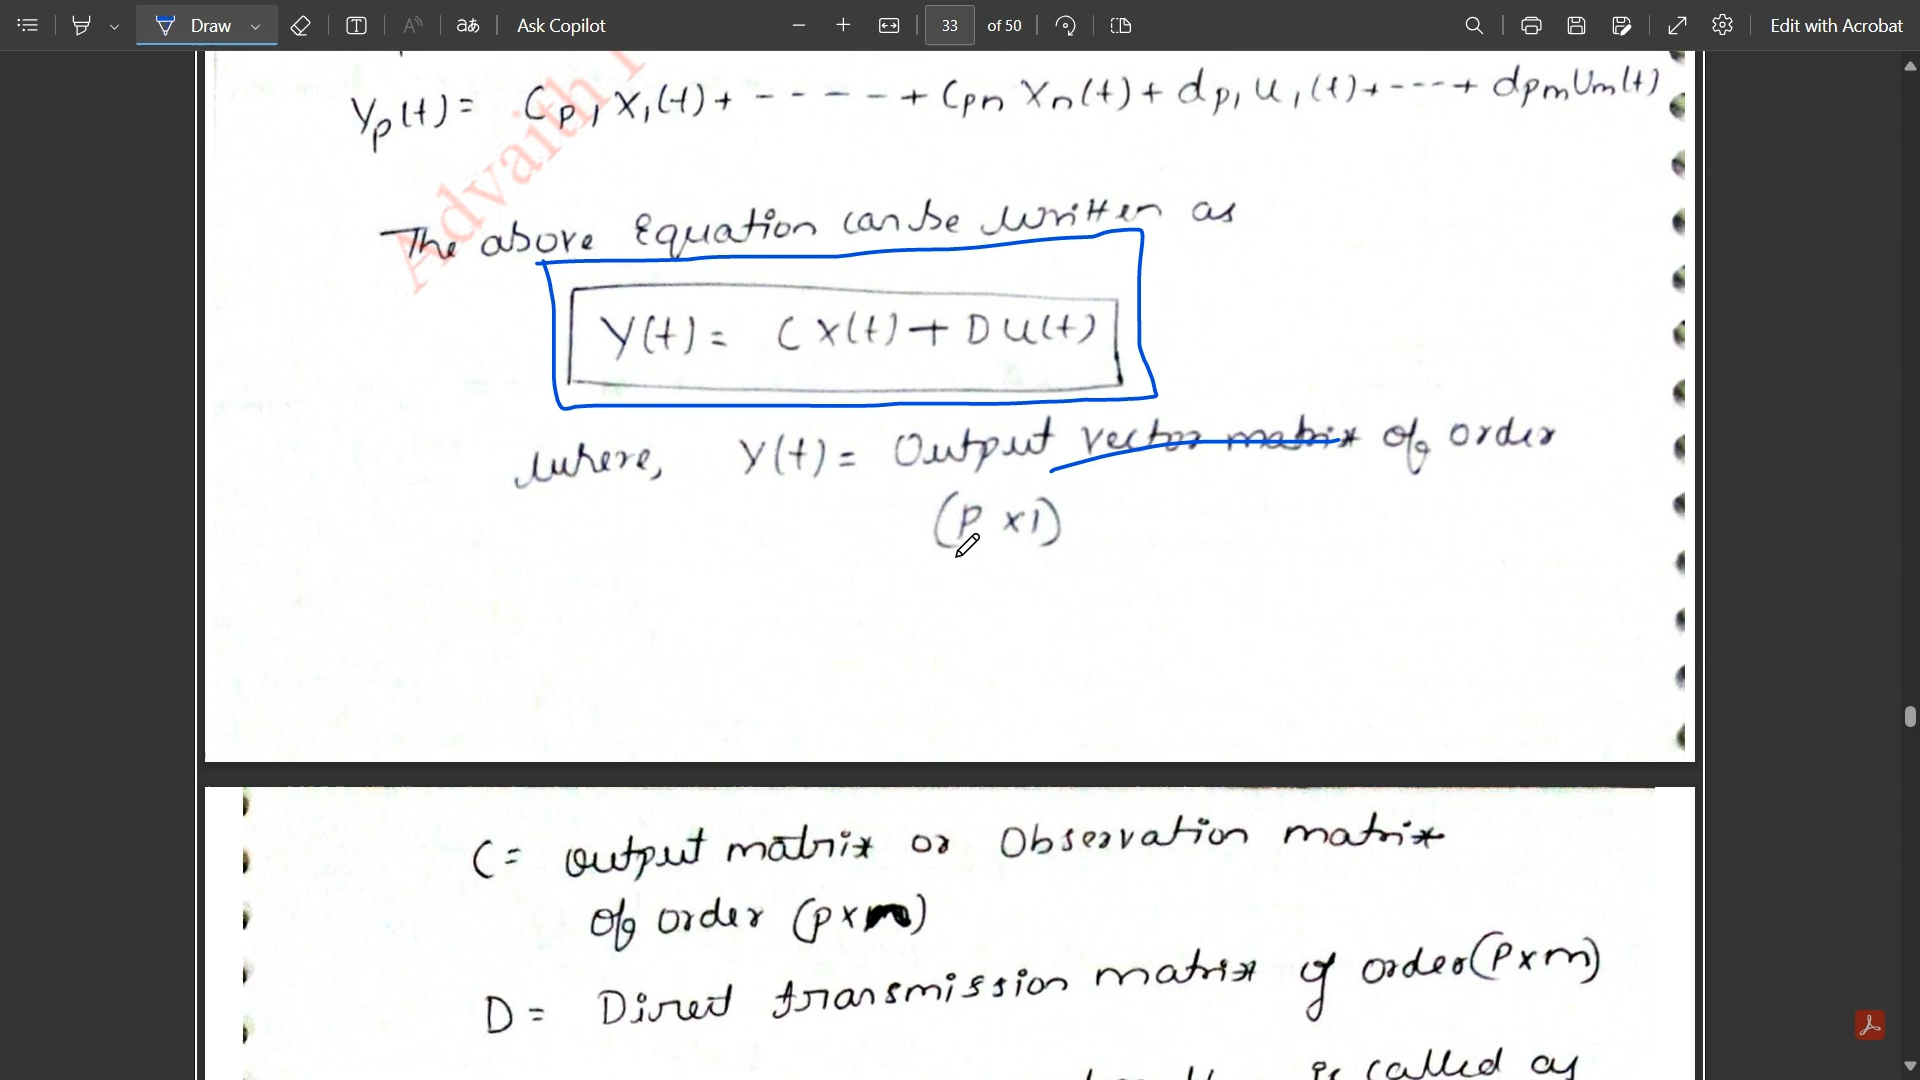 Draw
Ask Copilot
33 of 50
Edit with Acrobat
Yp(t) = Cp1 X1(t) + ----- + Cpn Xn(t) + dp1 U1(t) + --- + dpm Um(t)
Advaith
The above Equation can be written as
Y(t) = C X(t) + D U(t)
where, Y(t) = Output vector matrix of order
(P x 1)
C = output matrix or Observation matrix
of order (p x n)
D = Direct transmission matrix of order (P x m)
is called as